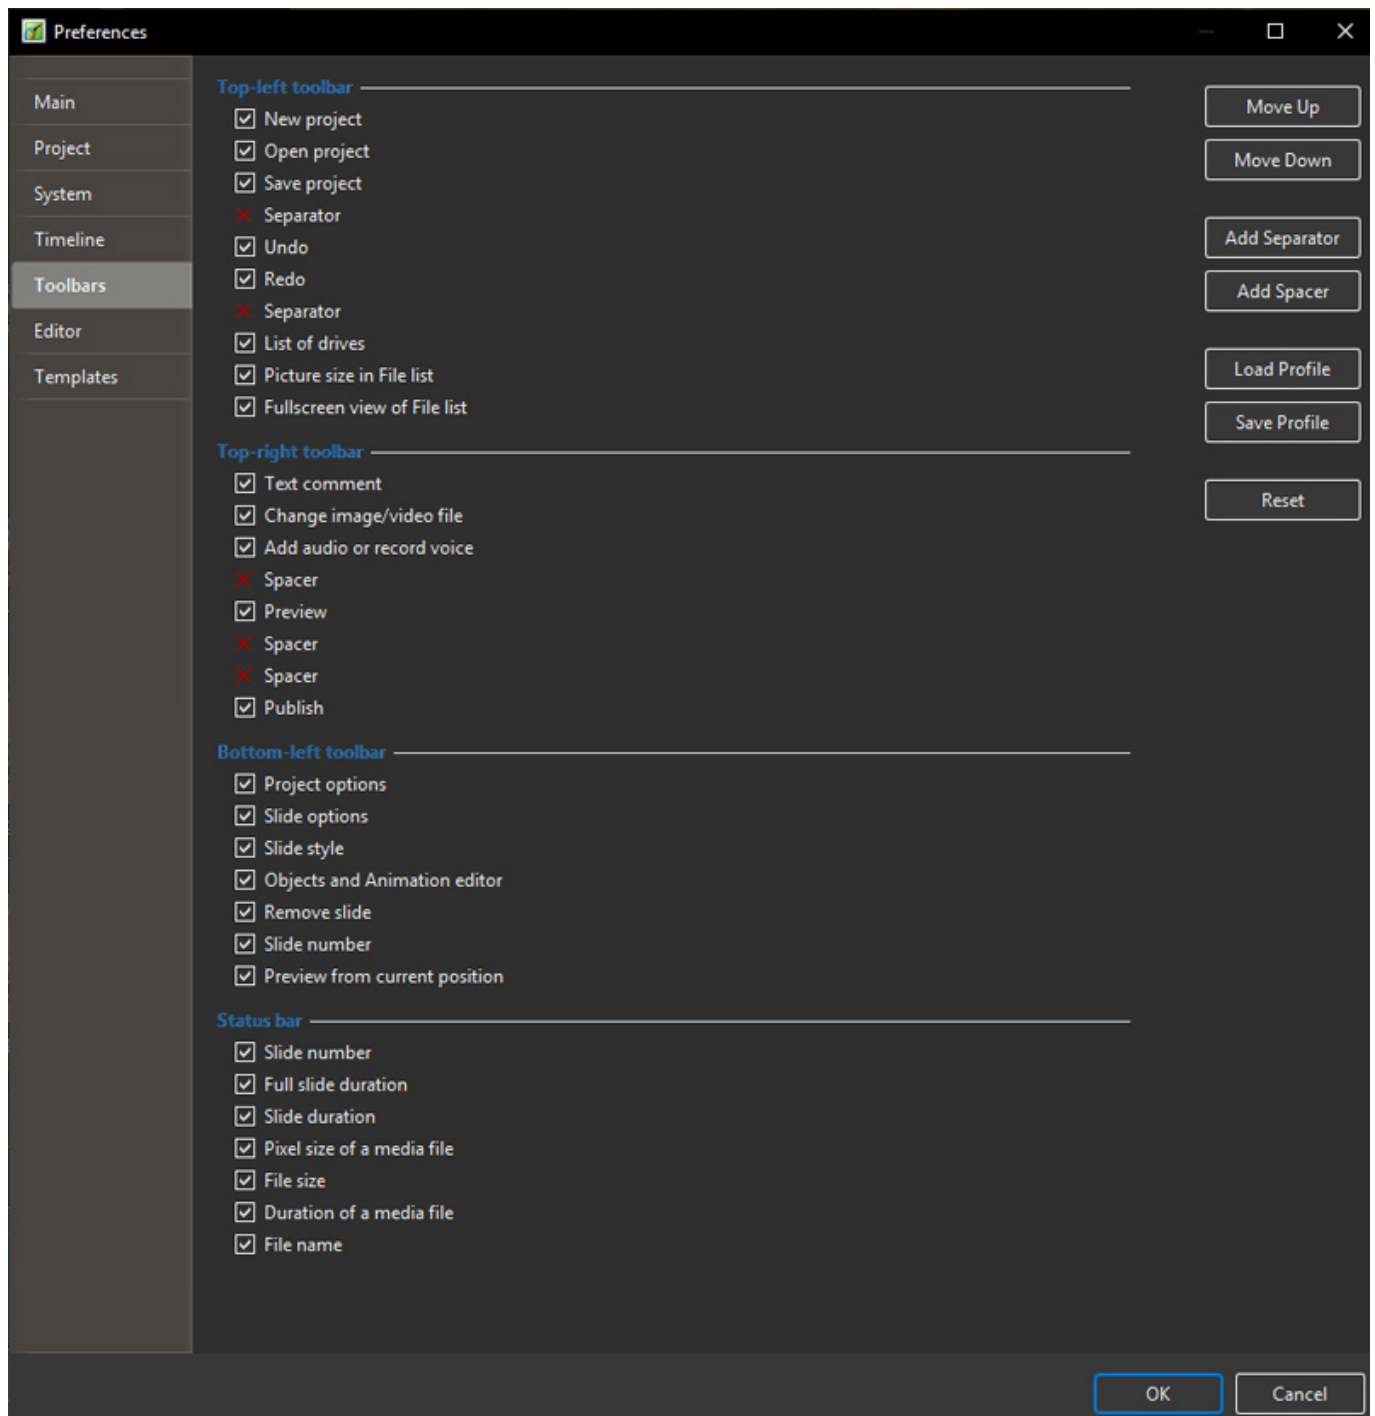 Preferences
Main
Project
System
Timeline
Toolbars
Editor
Templates
Top-left toolbar
New project
Open project
Save project
Separator
Undo
Redo
Separator
List of drives
Picture size in File list
Fullscreen view of File list
Top-right toolbar
Text comment
Change image/video file
Add audio or record voice
Spacer
Preview
Spacer
Spacer
Publish
Bottom-left toolbar
Project options
Slide options
Slide style
Objects and Animation editor
Remove slide
Slide number
Preview from current position
Status bar
Slide number
Full slide duration
Slide duration
Pixel size of a media file
File size
Duration of a media file
File name
Move Up
Move Down
Add Separator
Add Spacer
Load Profile
Save Profile
Reset
OK
Cancel